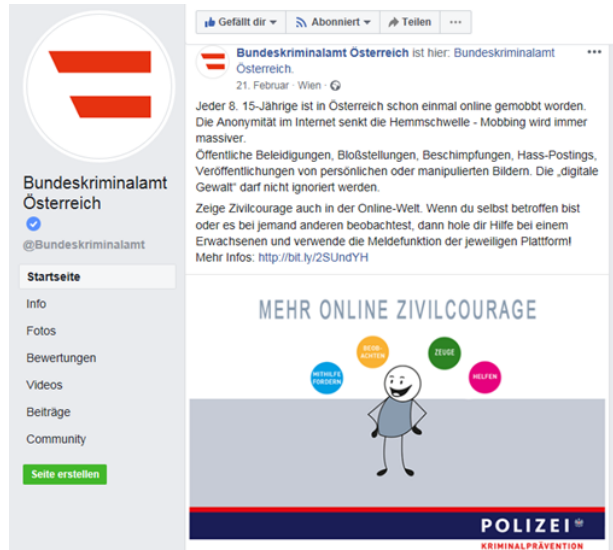 Gefällt dir Abonniert Teilen ...
Bundeskriminalamt Österreich ist hier: Bundeskriminalamt
Österreich.
21. Februar · Wien ·
Jeder 8. 15-Jährige ist in Österreich schon einmal online gemobbt worden.
Die Anonymität im Internet senkt die Hemmschwelle - Mobbing wird immer
massiver.
Öffentliche Beleidigungen, Bloßstellungen, Beschimpfungen, Hass-Postings,
Veröffentlichungen von persönlichen oder manipulierten Bildern. Die „digitale
Gewalt“ darf nicht ignoriert werden.
Zeige Zivilcourage auch in der Online-Welt. Wenn du selbst betroffen bist
oder es bei jemand anderen beobachtest, dann hole dir Hilfe bei einem
Erwachsenen und verwende die Meldefunktion der jeweiligen Plattform!
Mehr Infos: http://bit.ly/2SUndYH
Bundeskriminalamt
Österreich
@Bundeskriminalamt
Startseite
Info
Fotos
Bewertungen
Videos
Beiträge
Community
Seite erstellen
MEHR ONLINE ZIVILCOURAGE
MITHILFE
FORDERN
BEOB-
ACHTEN
ZEUGE
HELFEN
POLIZEI
KRIMINALPRÄVENTION